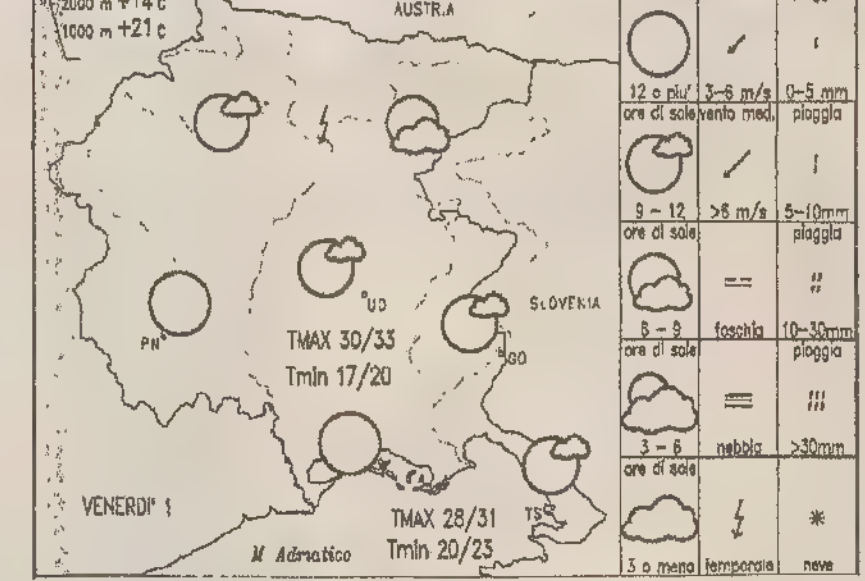 2000 m +14 c
1000 m +21 c
AUSTRIA
UD
SLOVENIA
PN
TMAX 30/33
Tmin 17/20
GO
VENERDI'
TMAX 28/31
TS
M Adriatico
Tmin 20/23
12 o piu'
ore di sole
3-6 m/s
vento med.
0-5 mm
pioggia
9 - 12
ore di sole
>6 m/s
5-10mm
pioggia
6 - 9
ore di sole
foschia
10-30mm
pioggia
3 - 6
ore di sole
nebbia
>30mm
3 o meno
temporale
neve